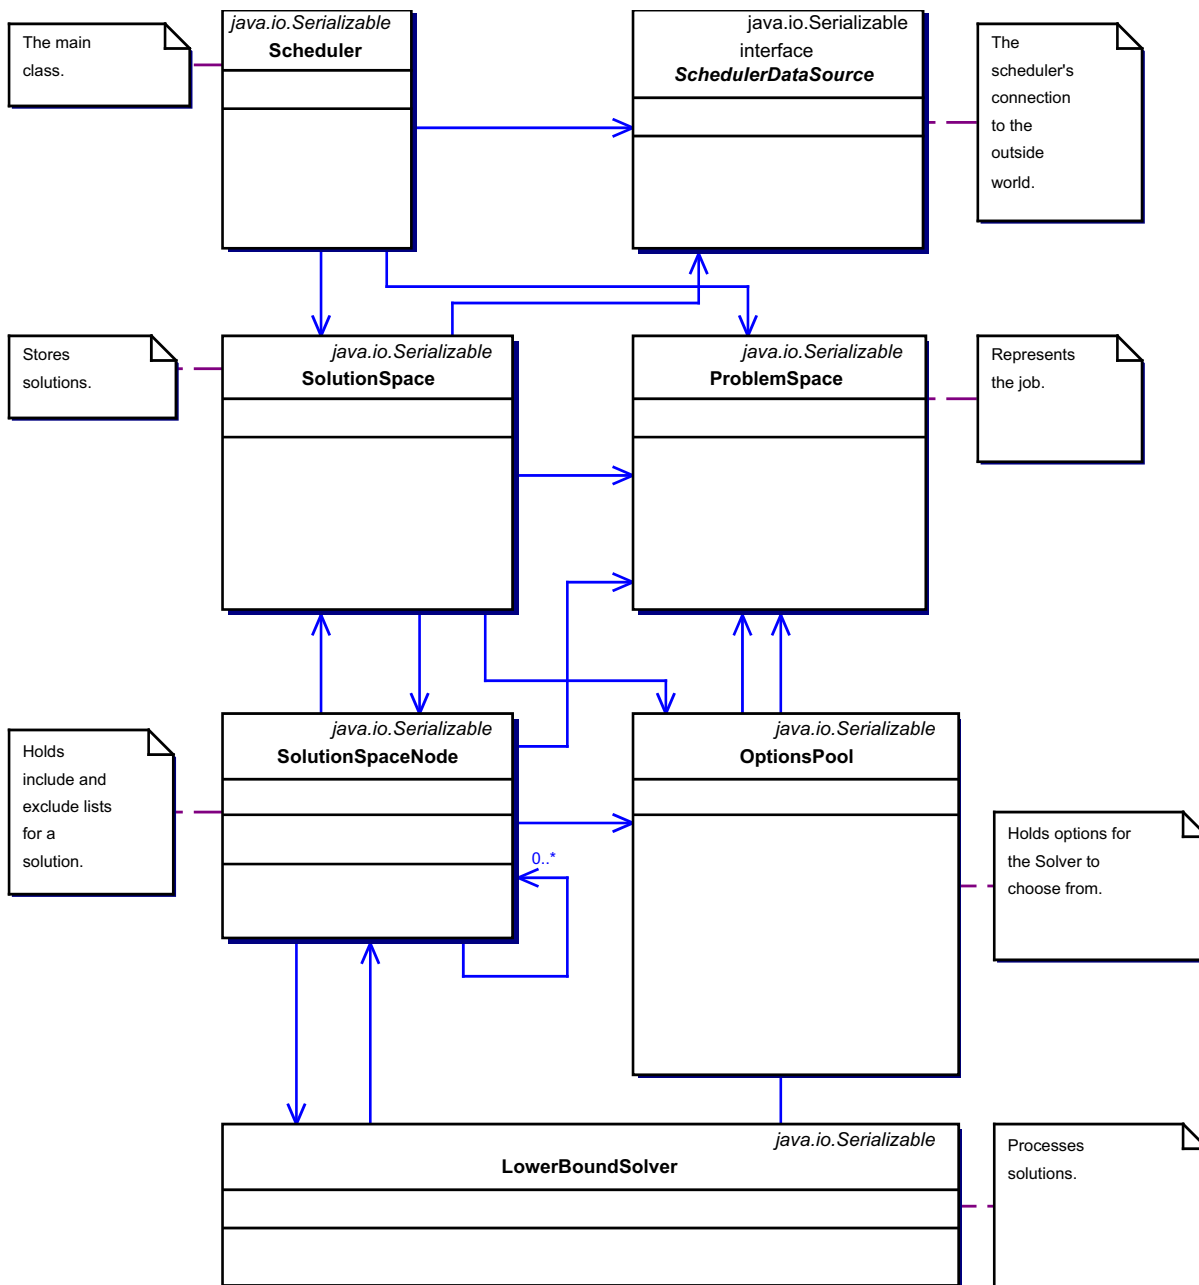 The main
class.
java.io.Serializable
Scheduler
java.io.Serializable
interface
SchedulerDataSource
The
scheduler's
connection
to the
outside
world.
Stores
solutions.
java.io.Serializable
SolutionSpace
java.io.Serializable
ProblemSpace
Represents
the job.
Holds
include and
exclude lists
for a
solution.
java.io.Serializable
SolutionSpaceNode
0..*
java.io.Serializable
OptionsPool
Holds options for
the Solver to
choose from.
java.io.Serializable
LowerBoundSolver
Processes
solutions.